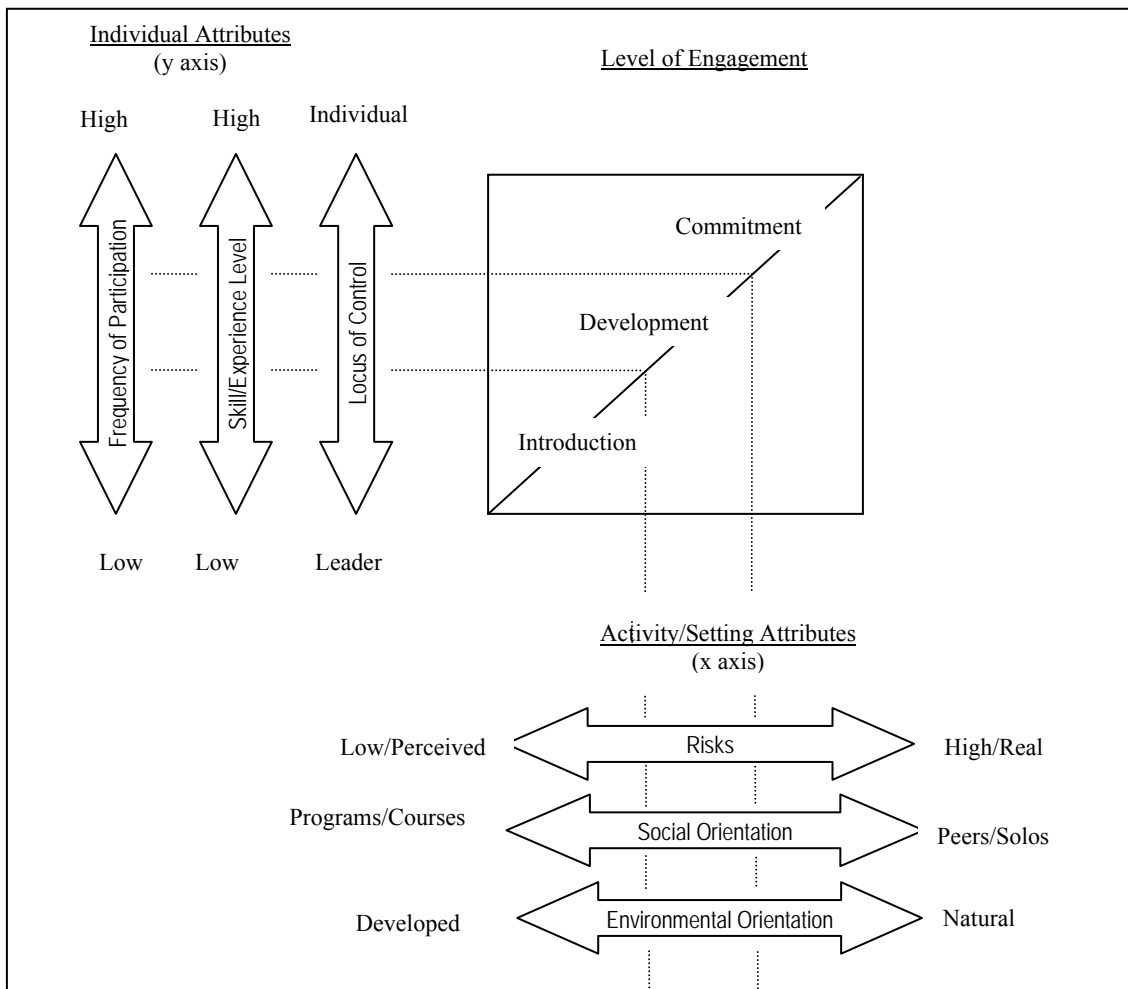 Individual Attributes
(y axis)
Level of Engagement
High
High
Individual
Frequency of Participation
Skill/Experience Level
Locus of Control
Commitment
Development
Introduction
Low
Low
Leader
Activity/Setting Attributes
(x axis)
Low/Perceived
Risks
High/Real
Programs/Courses
Social Orientation
Peers/Solos
Developed
Environmental Orientation
Natural